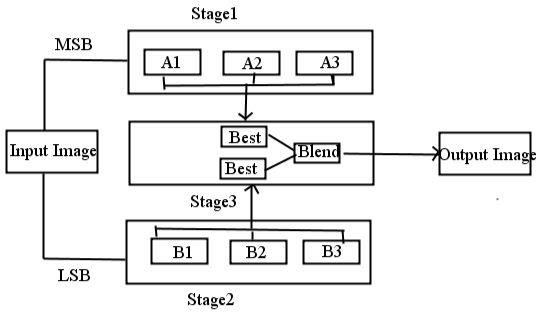 Stage1
MSB
A1 A2 A3
Best
Input Image
Blend
Output Image
Best
Stage3
B1 B2 B3
LSB
Stage2